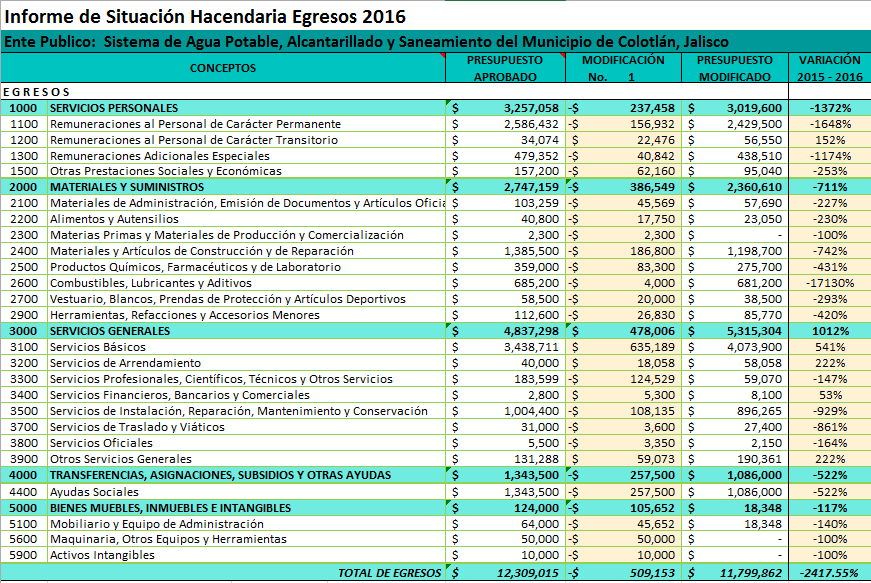 Informe de Situación Hacendaria Egresos 2016
Ente Publico: Sistema de Agua Potable, Alcantarillado y Saneamiento del Municipio de Colotlán, Jalisco
CONCEPTOS PRESUPUESTO APROBADO MODIFICACIÓN No. 1 PRESUPUESTO MODIFICADO VARIACIÓN 2015 - 2016
EGRESOS
1000 SERVICIOS PERSONALES $ 3,257,058 -$ 237,458 $ 3,019,600 -1372%
1100 Remuneraciones al Personal de Carácter Permanente $ 2,586,432 -$ 156,932 $ 2,429,500 -1648%
1200 Remuneraciones al Personal de Carácter Transitorio $ 34,074 $ 22,476 $ 56,550 152%
1300 Remuneraciones Adicionales Especiales $ 479,352 -$ 40,842 $ 438,510 -1174%
1500 Otras Prestaciones Sociales y Económicas $ 157,200 -$ 62,160 $ 95,040 -253%
2000 MATERIALES Y SUMINISTROS $ 2,747,159 -$ 386,549 $ 2,360,610 -711%
2100 Materiales de Administración, Emisión de Documentos y Artículos Oficia $ 103,259 -$ 45,569 $ 57,690 -227%
2200 Alimentos y Autensilios $ 40,800 -$ 17,750 $ 23,050 -230%
2300 Materias Primas y Materiales de Producción y Comercialización $ 2,300 -$ 2,300 $ - -100%
2400 Materiales y Artículos de Construcción y de Reparación $ 1,385,500 -$ 186,800 $ 1,198,700 -742%
2500 Productos Químicos, Farmacéuticos y de Laboratorio $ 359,000 -$ 83,300 $ 275,700 -431%
2600 Combustibles, Lubricantes y Aditivos $ 685,200 -$ 4,000 $ 681,200 -17130%
2700 Vestuario, Blancos, Prendas de Protección y Artículos Deportivos $ 58,500 -$ 20,000 $ 38,500 -293%
2900 Herramientas, Refacciones y Accesorios Menores $ 112,600 -$ 26,830 $ 85,770 -420%
3000 SERVICIOS GENERALES $ 4,837,298 $ 478,006 $ 5,315,304 1012%
3100 Servicios Básicos $ 3,438,711 $ 635,189 $ 4,073,900 541%
3200 Servicios de Arrendamiento $ 40,000 $ 18,058 $ 58,058 222%
3300 Servicios Profesionales, Científicos, Técnicos y Otros Servicios $ 183,599 -$ 124,529 $ 59,070 -147%
3400 Servicios Financieros, Bancarios y Comerciales $ 2,800 $ 5,300 $ 8,100 53%
3500 Servicios de Instalación, Reparación, Mantenimiento y Conservación $ 1,004,400 -$ 108,135 $ 896,265 -929%
3700 Servicios de Traslado y Viáticos $ 31,000 -$ 3,600 $ 27,400 -861%
3800 Servicios Oficiales $ 5,500 -$ 3,350 $ 2,150 -164%
3900 Otros Servicios Generales $ 131,288 $ 59,073 $ 190,361 222%
4000 TRANSFERENCIAS, ASIGNACIONES, SUBSIDIOS Y OTRAS AYUDAS $ 1,343,500 -$ 257,500 $ 1,086,000 -522%
4400 Ayudas Sociales $ 1,343,500 -$ 257,500 $ 1,086,000 -522%
5000 BIENES MUEBLES, INMUEBLES E INTANGIBLES $ 124,000 -$ 105,652 $ 18,348 -117%
5100 Mobiliario y Equipo de Administración $ 64,000 -$ 45,652 $ 18,348 -140%
5600 Maquinaria, Otros Equipos y Herramientas $ 50,000 -$ 50,000 $ - -100%
5900 Activos Intangibles $ 10,000 -$ 10,000 $ - -100%
TOTAL DE EGRESOS $ 12,309,015 -$ 509,153 $ 11,799,862 -2417.55%